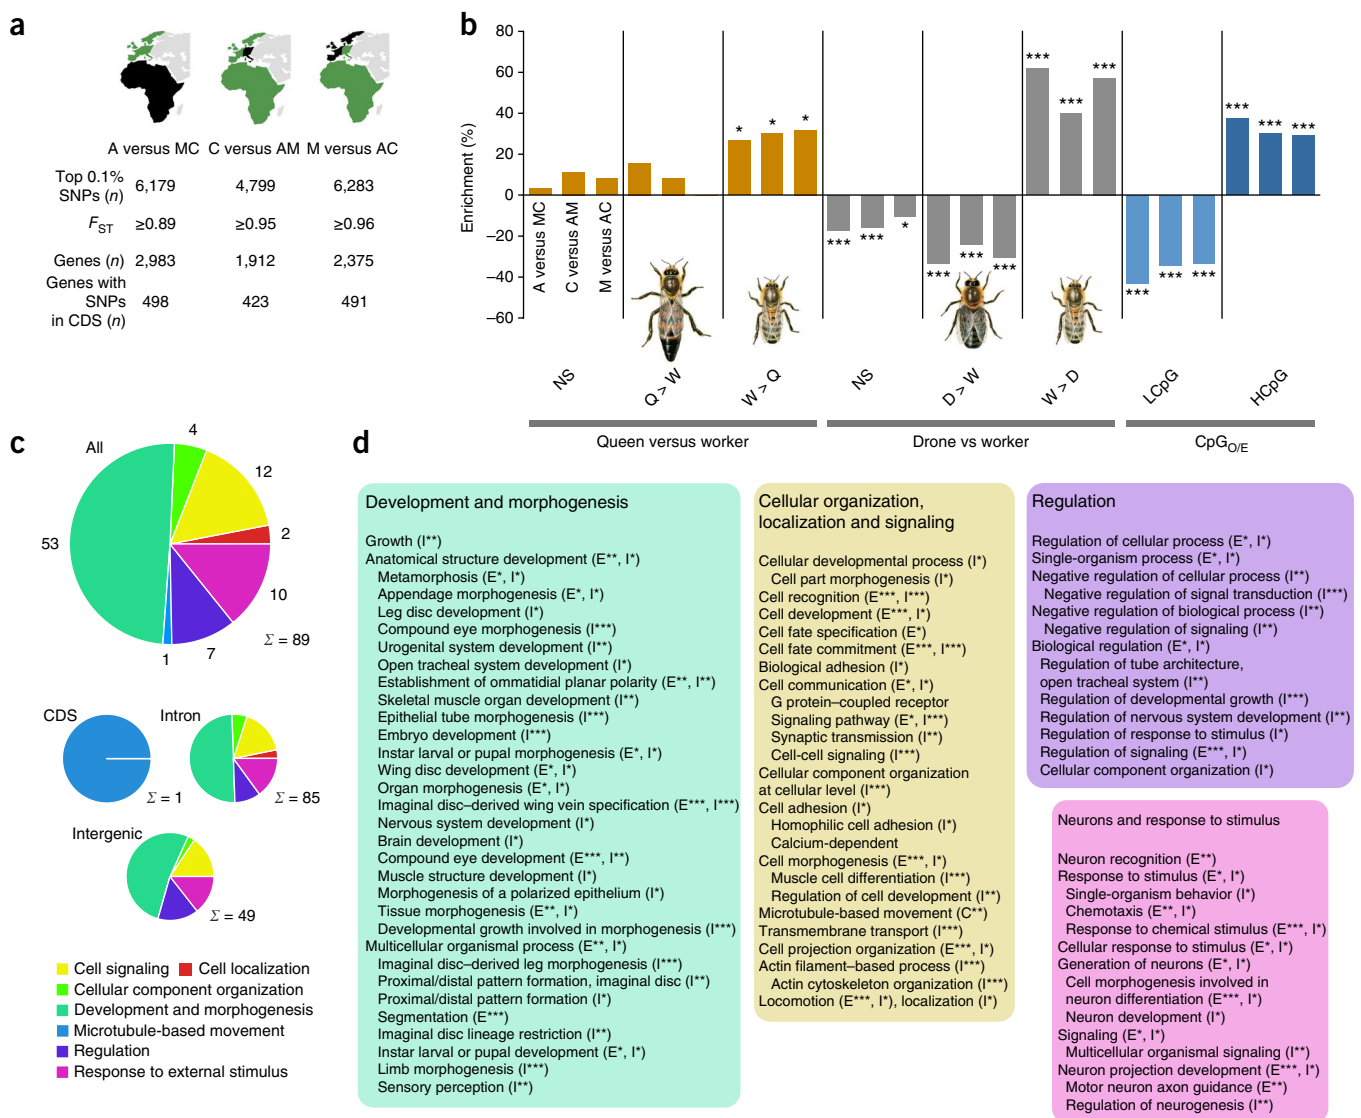 a
A versus MC C versus AM M versus AC
Top 0.1% SNPs (n) 6,179 4,799 6,283
FST ≥0.89 ≥0.95 ≥0.96
Genes (n) 2,983 1,912 2,375
Genes with SNPs in CDS (n) 498 423 491
b
Enrichment (%)
80
60
40
20
0
–20
–40
–60
A versus MC
C versus AM
M versus AC
* * *
*** *** *
*** *** ***
*** *** ***
*** *** ***
*** *** ***
NS Q > W W > Q NS D > W W > D LCpG HCpG
Queen versus worker Drone vs worker CpGO/E
c
All
4
12
2
10
7
1
53
Σ = 89
CDS
Σ = 1
Intron
Σ = 85
Intergenic
Σ = 49
Cell signaling Cell localization
Cellular component organization
Development and morphogenesis
Microtubule-based movement
Regulation
Response to external stimulus
d
Development and morphogenesis
Growth (I**)
Anatomical structure development (E**, I*)
Metamorphosis (E*, I*)
Appendage morphogenesis (E*, I*)
Leg disc development (I*)
Compound eye morphogenesis (I***)
Urogenital system development (I**)
Open tracheal system development (I*)
Establishment of ommatidial planar polarity (E**, I**)
Skeletal muscle organ development (I**)
Epithelial tube morphogenesis (I***)
Embryo development (I***)
Instar larval or pupal morphogenesis (E*, I*)
Wing disc development (E*, I*)
Organ morphogenesis (E*, I*)
Imaginal disc–derived wing vein specification (E***, I***)
Nervous system development (I*)
Brain development (I*)
Compound eye development (E***, I**)
Muscle structure development (I*)
Morphogenesis of a polarized epithelium (I*)
Tissue morphogenesis (E**, I*)
Developmental growth involved in morphogenesis (I***)
Multicellular organismal process (E**, I*)
Imaginal disc–derived leg morphogenesis (I***)
Proximal/distal pattern formation, imaginal disc (I**)
Proximal/distal pattern formation (I*)
Segmentation (E***)
Imaginal disc lineage restriction (I**)
Instar larval or pupal development (E*, I*)
Limb morphogenesis (I***)
Sensory perception (I**)
Cellular organization,
localization and signaling
Cellular developmental process (I*)
Cell part morphogenesis (I*)
Cell recognition (E***, I***)
Cell development (E***, I*)
Cell fate specification (E*)
Cell fate commitment (E***, I***)
Biological adhesion (I*)
Cell communication (E*, I*)
G protein–coupled receptor
Signaling pathway (E*, I***)
Synaptic transmission (I**)
Cell-cell signaling (I***)
Cellular component organization
at cellular level (I***)
Cell adhesion (I*)
Homophilic cell adhesion (I*)
Calcium-dependent
Cell morphogenesis (E***, I*)
Muscle cell differentiation (I***)
Regulation of cell development (I**)
Microtubule-based movement (C**)
Transmembrane transport (I***)
Cell projection organization (E***, I*)
Actin filament–based process (I***)
Actin cytoskeleton organization (I***)
Locomotion (E***, I*), localization (I*)
Regulation
Regulation of cellular process (E*, I*)
Single-organism process (E*, I*)
Negative regulation of cellular process (I**)
Negative regulation of signal transduction (I***)
Negative regulation of biological process (I**)
Negative regulation of signaling (I**)
Biological regulation (E*, I*)
Regulation of tube architecture,
open tracheal system (I**)
Regulation of developmental growth (I***)
Regulation of nervous system development (I**)
Regulation of response to stimulus (I*)
Regulation of signaling (E***, I*)
Cellular component organization (I*)
Neurons and response to stimulus
Neuron recognition (E**)
Response to stimulus (E*, I*)
Single-organism behavior (I*)
Chemotaxis (E**, I*)
Response to chemical stimulus (E***, I*)
Cellular response to stimulus (E*, I*)
Generation of neurons (E*, I*)
Cell morphogenesis involved in
neuron differentiation (E***, I*)
Neuron development (I*)
Signaling (E*, I*)
Multicellular organismal signaling (I**)
Neuron projection development (E***, I*)
Motor neuron axon guidance (E**)
Regulation of neurogenesis (I**)